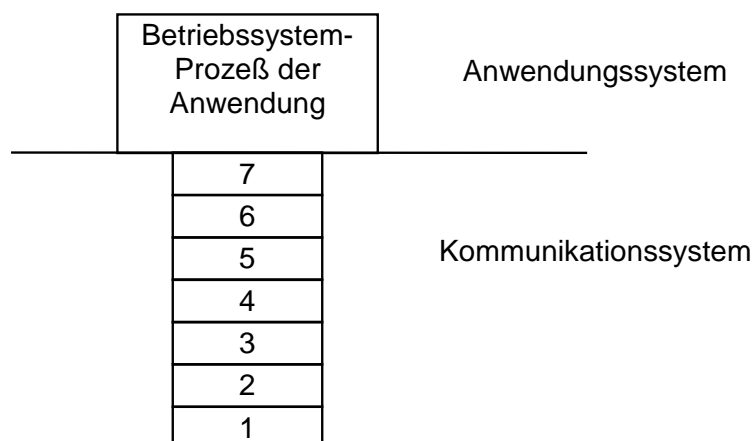 Betriebssystem-
Prozeß der
Anwendung
Anwendungssystem
7
6
5
Kommunikationssystem
4
3
2
1